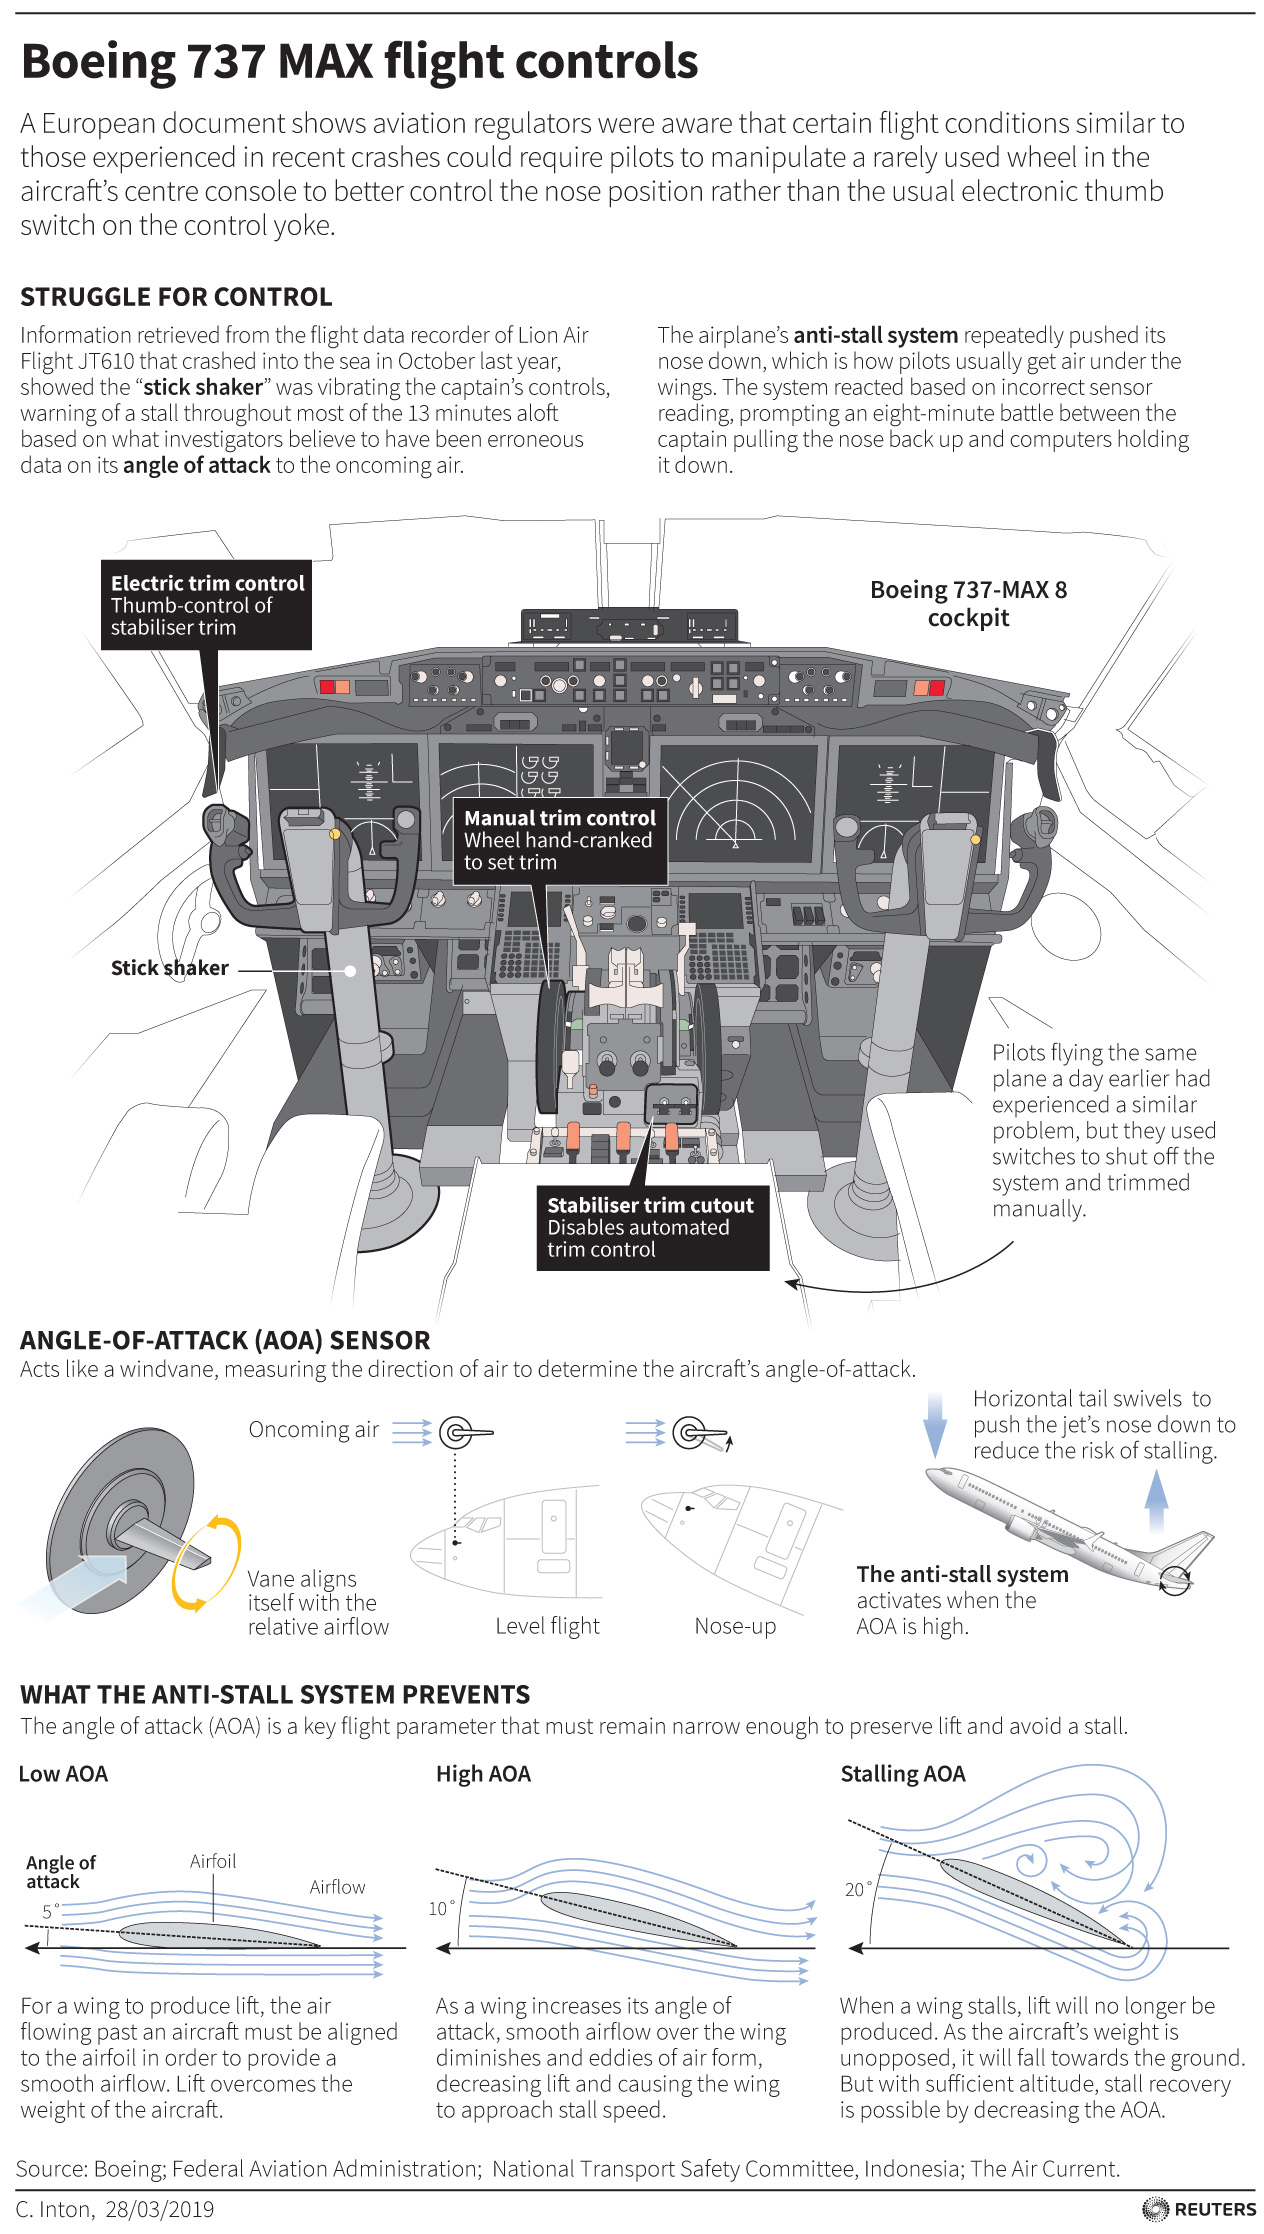 Boeing 737 MAX flight controls
A European document shows aviation regulators were aware that certain flight conditions similar to
those experienced in recent crashes could require pilots to manipulate a rarely used wheel in the
aircraft's centre console to better control the nose position rather than the usual electronic thumb
switch on the control yoke.
STRUGGLE FOR CONTROL
Information retrieved from the flight data recorder of Lion Air
Flight JT610 that crashed into the sea in October last year,
showed the “stick shaker” was vibrating the captain's controls,
warning of a stall throughout most of the 13 minutes aloft
based on what investigators believe to have been erroneous
data on its angle of attack to the oncoming air.
The airplane's anti-stall system repeatedly pushed its
nose down, which is how pilots usually get air under the
wings. The system reacted based on incorrect sensor
reading, prompting an eight-minute battle between the
captain pulling the nose back up and computers holding
it down.
Electric trim control
Thumb-control of
stabiliser trim
Boeing 737-MAX 8
cockpit
Manual trim control
Wheel hand-cranked
to set trim
Stick shaker
Pilots flying the same
plane a day earlier had
experienced a similar
problem, but they used
switches to shut off the
system and trimmed
manually.
Stabiliser trim cutout
Disables automated
trim control
ANGLE-OF-ATTACK (AOA) SENSOR
Acts like a windvane, measuring the direction of air to determine the aircraft's angle-of-attack.
Oncoming air
Vane aligns
itself with the
relative airflow
Level flight
Nose-up
Horizontal tail swivels to
push the jet's nose down to
reduce the risk of stalling.
The anti-stall system
activates when the
AOA is high.
WHAT THE ANTI-STALL SYSTEM PREVENTS
The angle of attack (AOA) is a key flight parameter that must remain narrow enough to preserve lift and avoid a stall.
Low AOA
Angle of
attack
5°
Airfoil
Airflow
For a wing to produce lift, the air
flowing past an aircraft must be aligned
to the airfoil in order to provide a
smooth airflow. Lift overcomes the
weight of the aircraft.
High AOA
10°
As a wing increases its angle of
attack, smooth airflow over the wing
diminishes and eddies of air form,
decreasing lift and causing the wing
to approach stall speed.
Stalling AOA
20°
When a wing stalls, lift will no longer be
produced. As the aircraft's weight is
unopposed, it will fall towards the ground.
But with sufficient altitude, stall recovery
is possible by decreasing the AOA.
Source: Boeing; Federal Aviation Administration; National Transport Safety Committee, Indonesia; The Air Current.
C. Inton, 28/03/2019
REUTERS